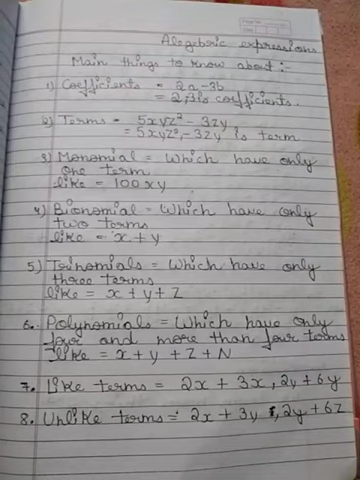 Alegebric expressions
Main things to know about :-
1) Coefficients = 2a-3b
= 2,3 is coefficients.
2) Terms = 5xyz² - 3zy
= 5xyz², -3zy is term
3) Monomial = Which have only
one term
like = 100xy
4) Bionomial = Which have only
two terms
like = x + y
5) Trinomials = Which have only
three terms
like = x + y + z
6. Polynomials = Which have only
four and more than four terms
like = x + y + z + N
7. Like terms = 2x + 3x, 2y + 6y
8. Unlike terms = 2x + 3y, 2y + 6z